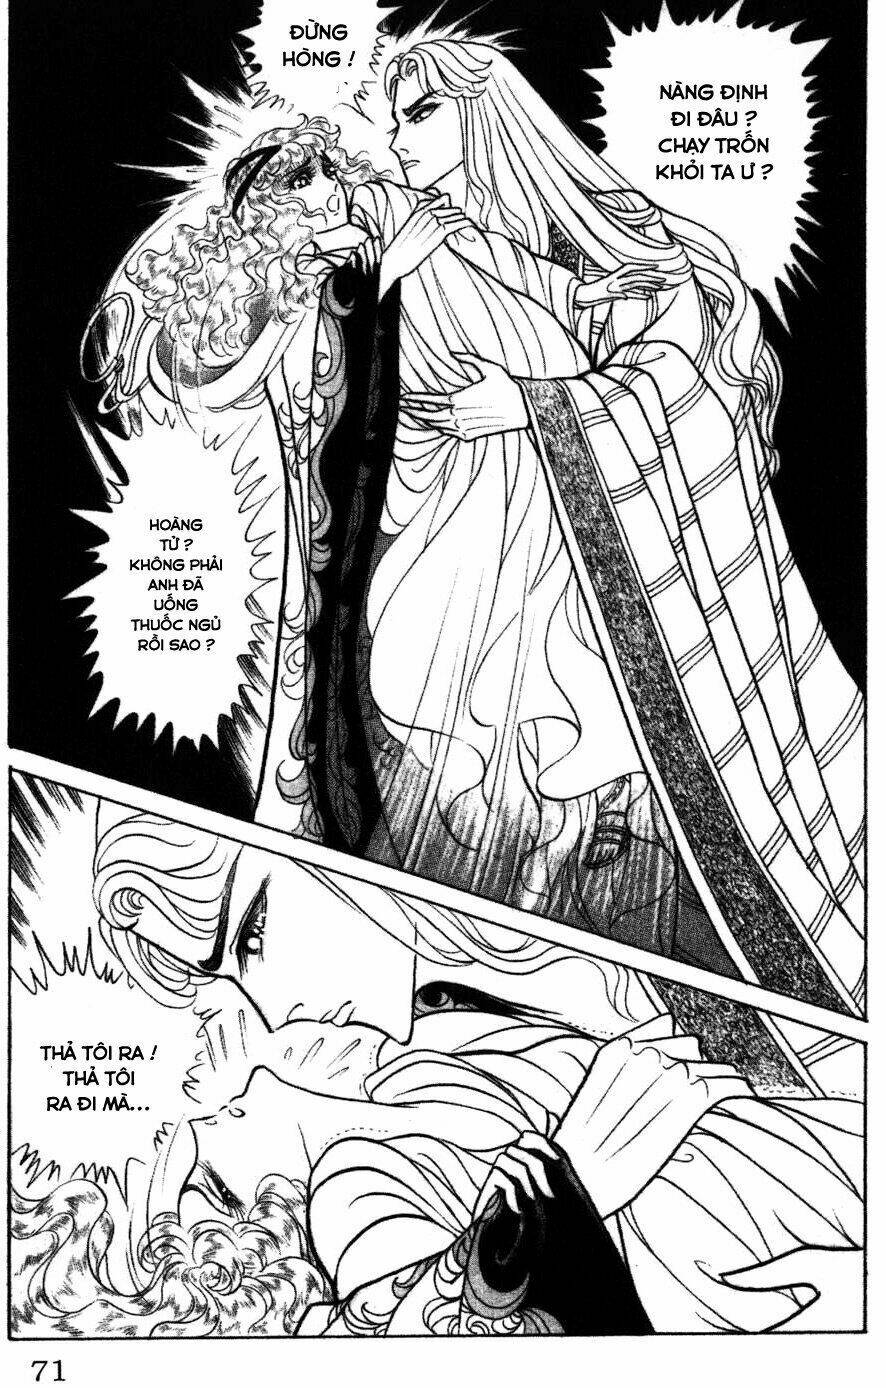 NÀNG ĐỊNH
ĐI ĐÂU ?
CHẠY TRỐN
KHỎI TA Ư ?
ĐỪNG
HÒNG !
HOÀNG
TỬ ?
KHÔNG PHẢI
ANH ĐÃ
UỐNG
THUỐC NGỦ
RỒI SAO ?
THẢ TÔI RA !
THẢ TÔI
RA ĐI MÀ...
71